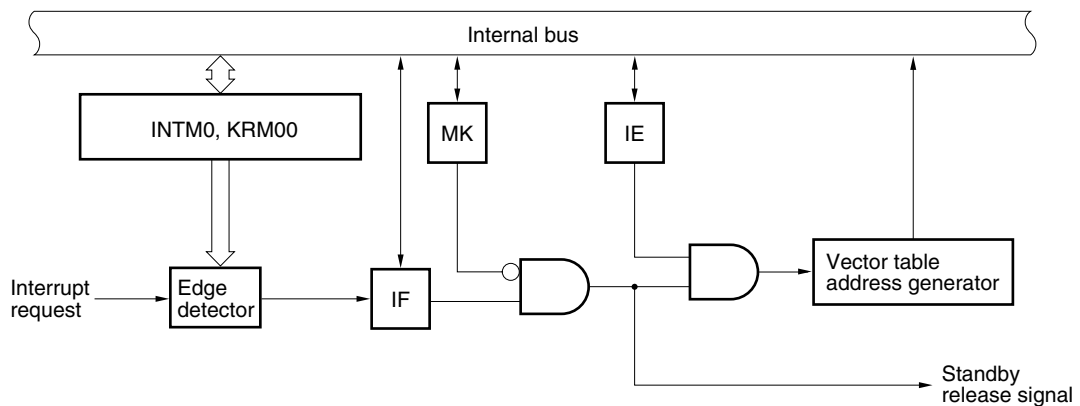 Internal bus
INTM0, KRM00
MK
IE
Interrupt
request
Edge
detector
IF
Vector table
address generator
Standby
release signal